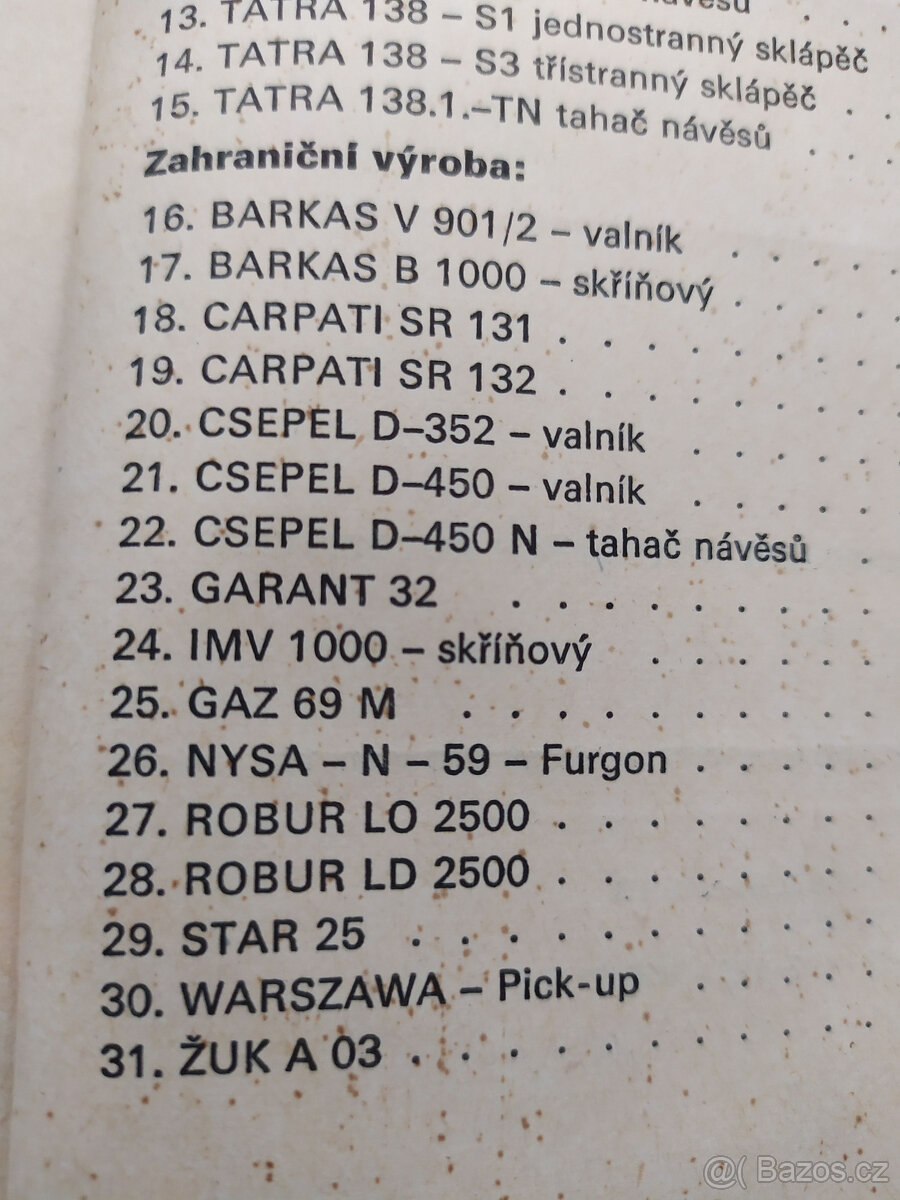 návěsů . .
13. TATRA 138 – S1 jednostranný sklápěč
14. TATRA 138 – S3 třístranný sklápěč . .
15. TATRA 138.1.–TN tahač návěsů . . .
Zahraniční výroba:
16. BARKAS V 901/2 – valník . . . .
17. BARKAS B 1000 – skříňový . . . .
18. CARPATI SR 131 . . . . . . . .
19. CARPATI SR 132 . . . . . . . .
20. CSEPEL D–352 – valník . . . . .
21. CSEPEL D–450 – valník . . . . .
22. CSEPEL D–450 N – tahač návěsů .
23. GARANT 32 . . . . . . . . .
24. IMV 1000 – skříňový . . . . . .
25. GAZ 69 M . . . . . . . . . .
26. NYSA – N – 59 – Furgon . . . . .
27. ROBUR LO 2500 . . . . . . . .
28. ROBUR LD 2500 . . . . . . . .
29. STAR 25 . . . . . . . . . . .
30. WARSZAWA – Pick-up . . . . .
31. ŽUK A 03 . . . . . . . . . . .
@( Bazos.cz